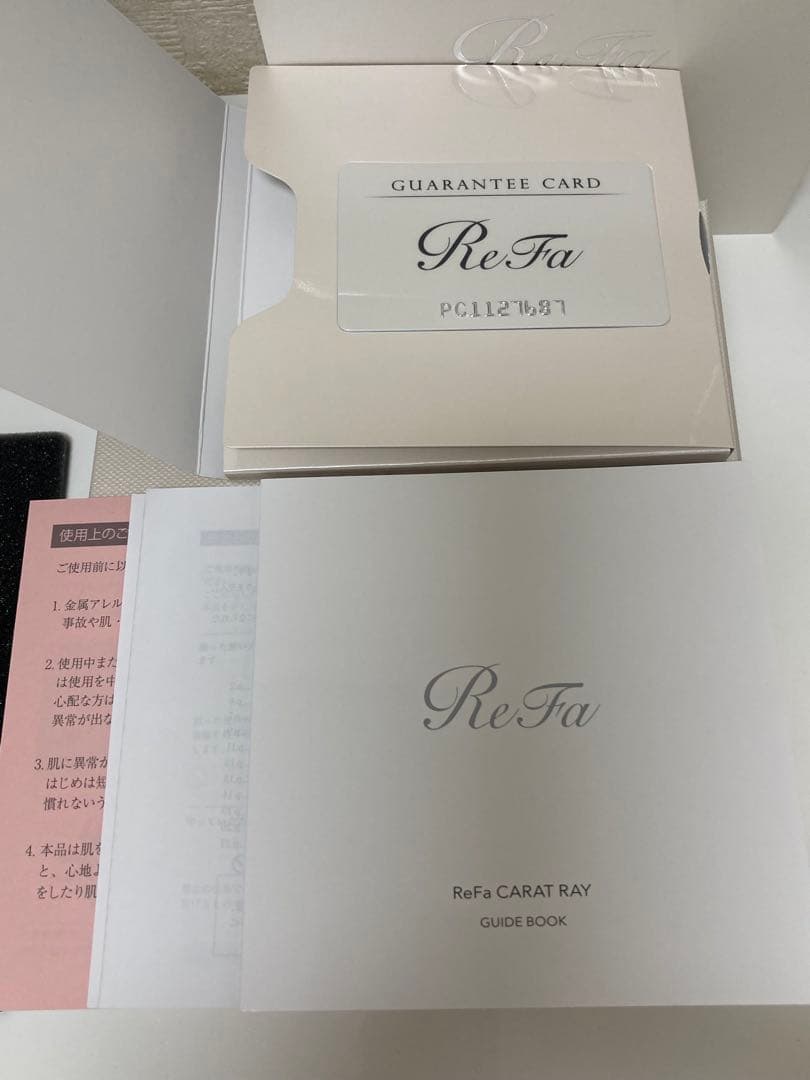 ReFa
GUARANTEE CARD
ReFa
PC1127687
使用上のご
ご使用前に以
1. 金属アレル
事故や肌・
2. 使用中また
は使用を中
心配な方は
異常が出な
3. 肌に異常が
はじめは短
慣れないう
4. 本品は肌を
と、心地よ
をしたり肌
ReFa
ReFa CARAT RAY
GUIDE BOOK